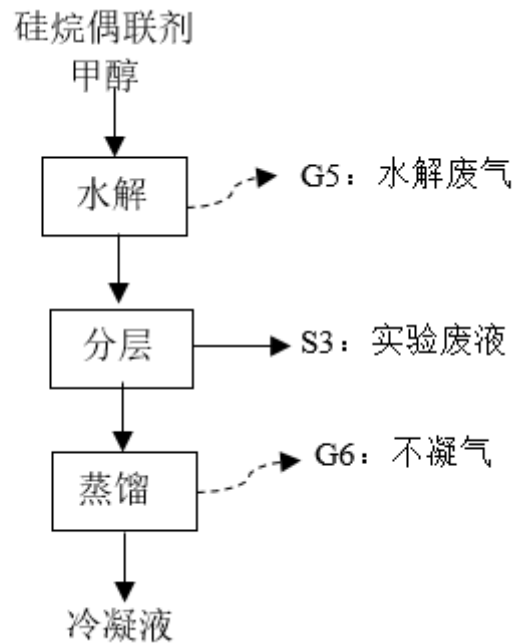 硅烷偶联剂
甲醇
水解
G5：水解废气
分层
S3：实验废液
蒸馏
G6：不凝气
冷凝液